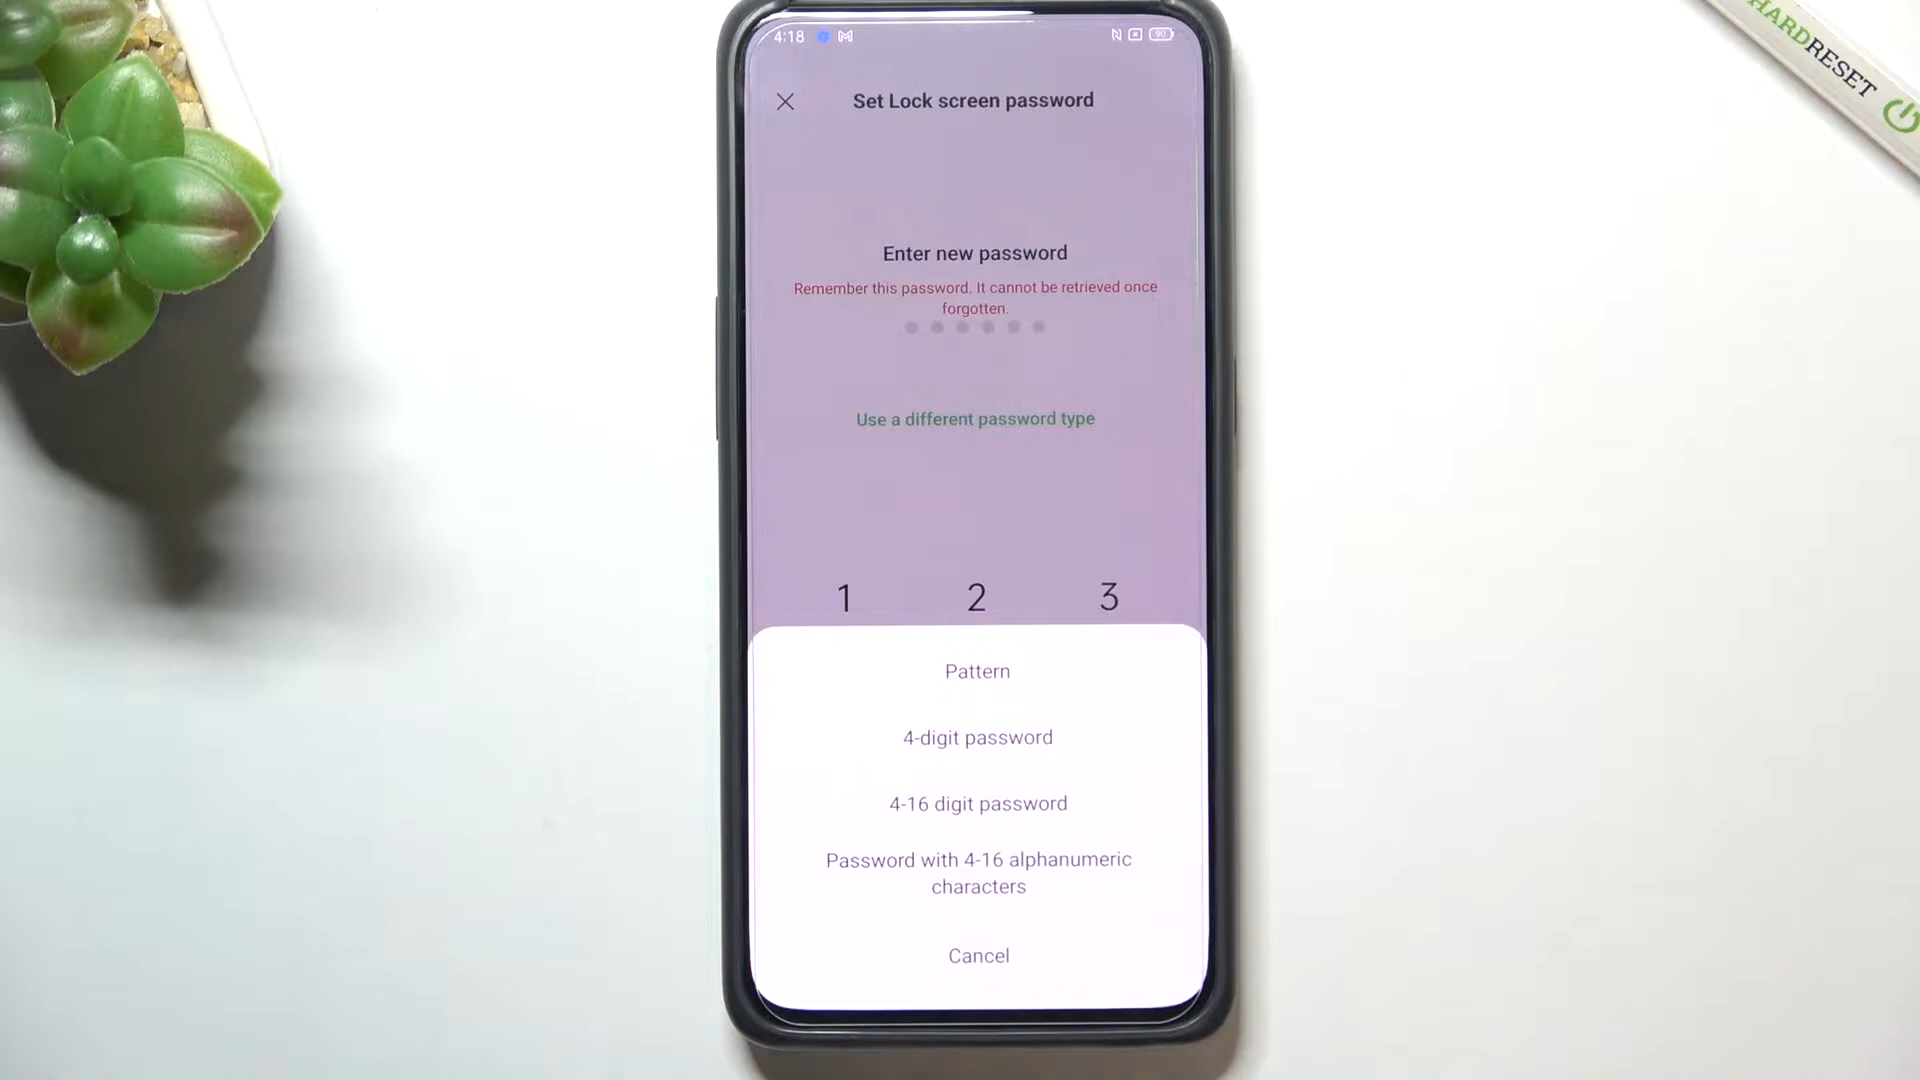 4:18
90
HARDRESET
Set Lock screen password
Enter new password
Remember this password. It cannot be retrieved once
forgotten.
Use a different password type
1 2 3
Pattern
4-digit password
4-16 digit password
Password with 4-16 alphanumeric
characters
Cancel